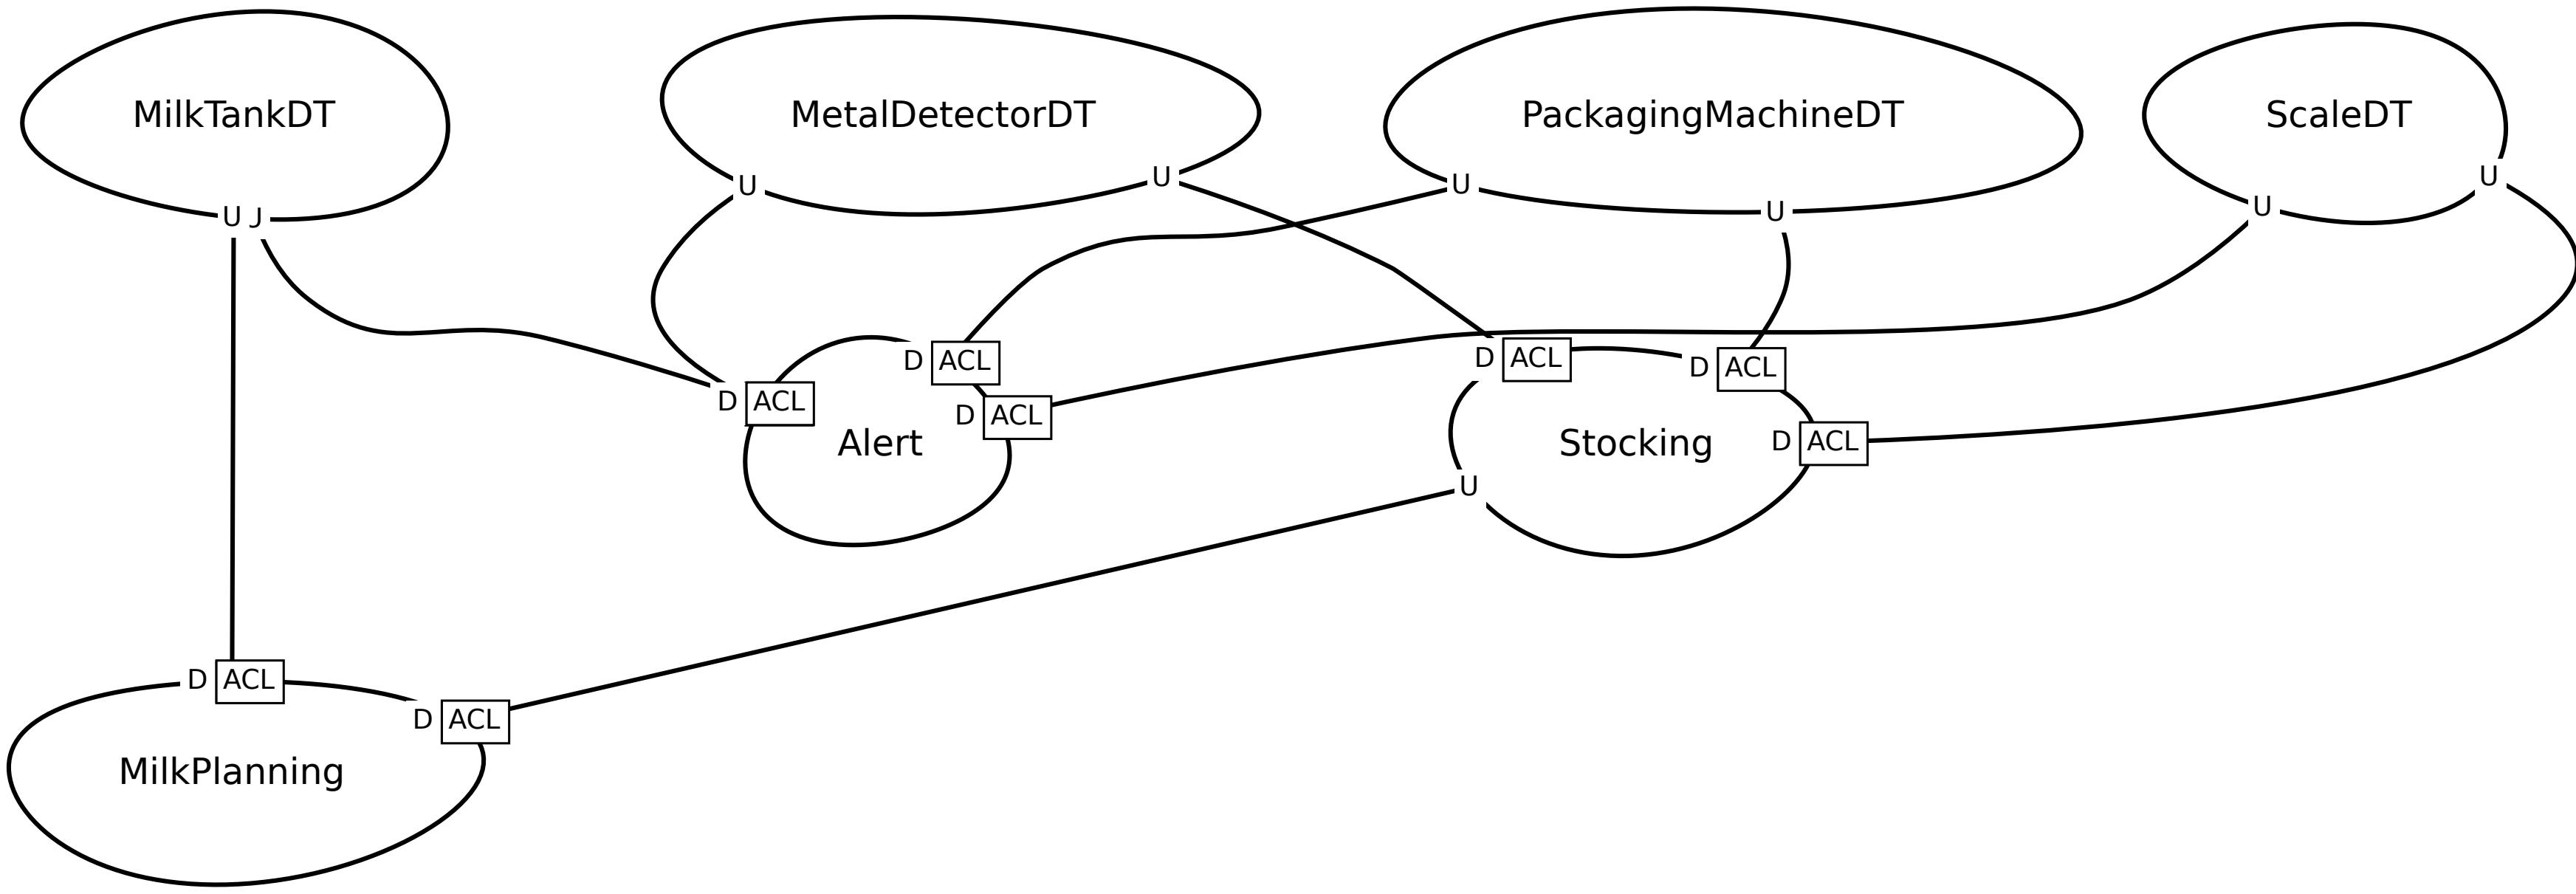 MilkTankDT
MetalDetectorDT
PackagingMachineDT
ScaleDT
U J
U
U
U
U
U
U
D ACL
D ACL
D ACL
D ACL
D ACL
D ACL
Alert
Stocking
U
D ACL
D ACL
MilkPlanning